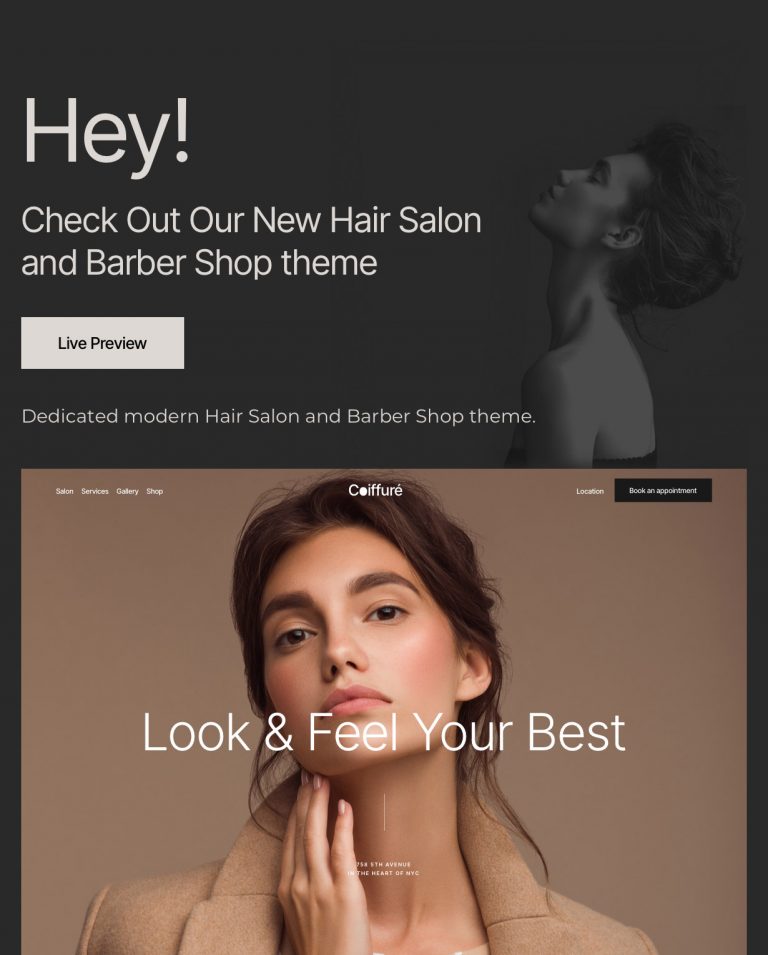 Hey!
Check Out Our New Hair Salon
and Barber Shop theme
Live Preview
Dedicated modern Hair Salon and Barber Shop theme.
Salon Services Gallery Shop
Coiffuré
Location
Book an appointment
Look & Feel Your Best
758 5TH AVENUE
IN THE HEART OF NYC